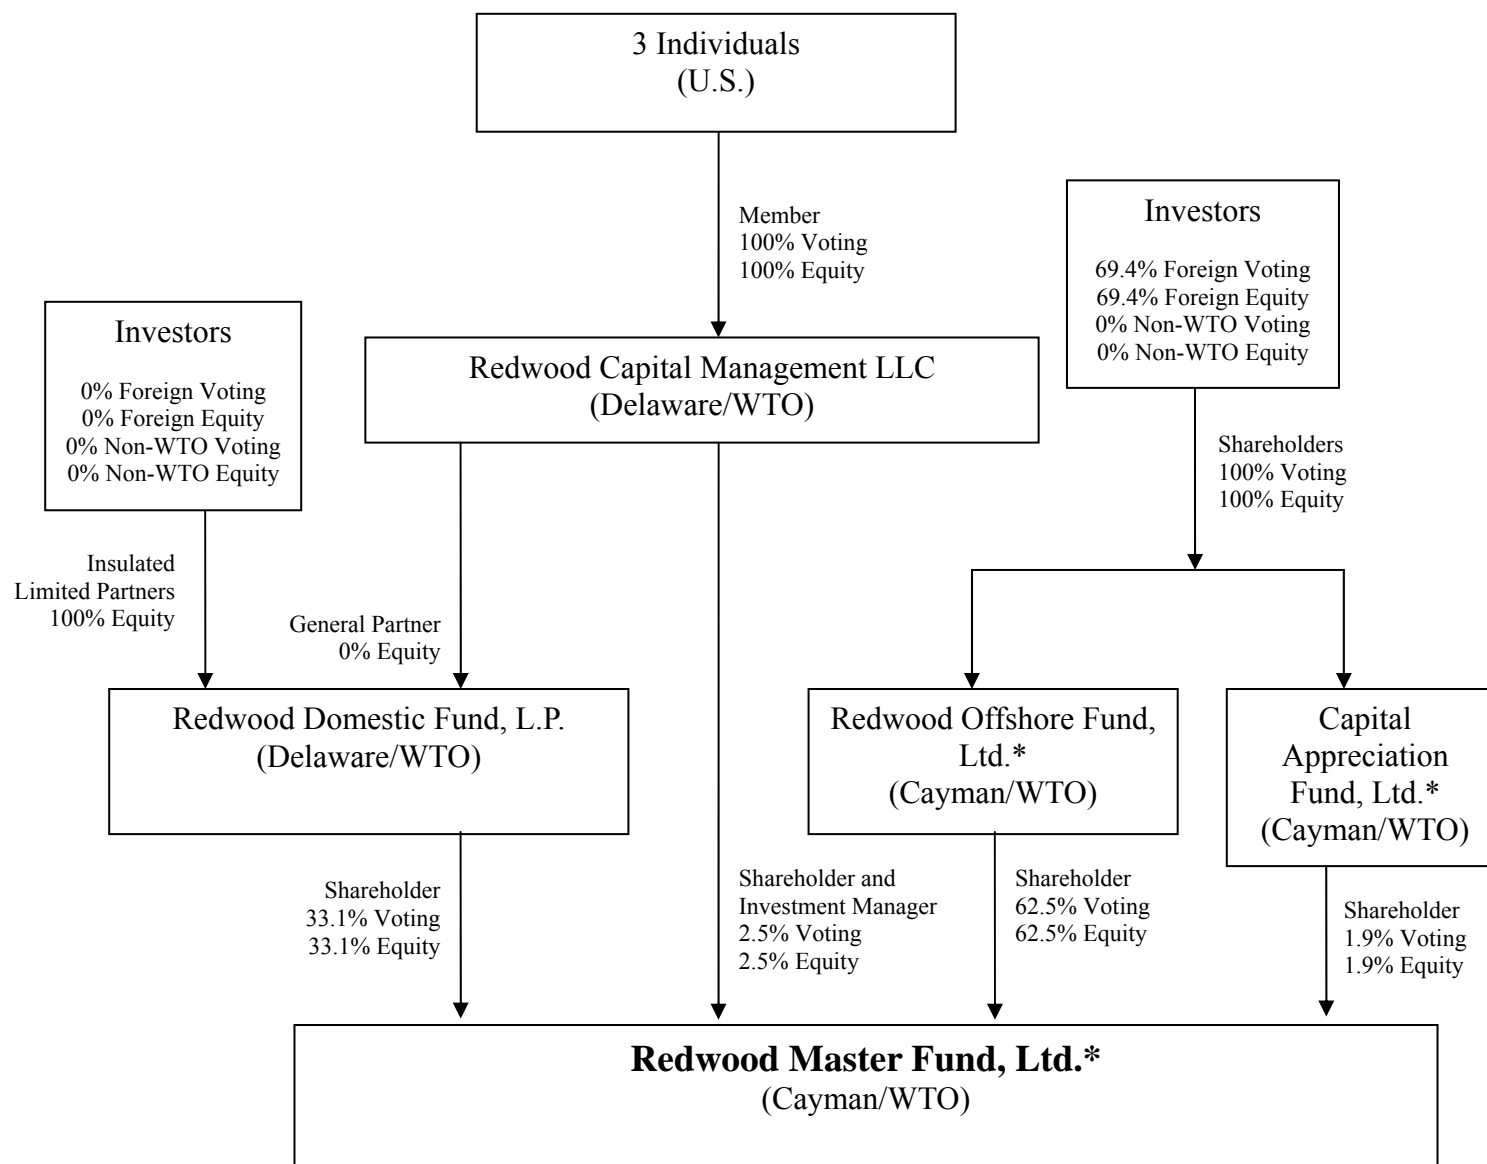 3 Individuals
(U.S.)
Member
100% Voting
100% Equity
Investors
69.4% Foreign Voting
69.4% Foreign Equity
0% Non-WTO Voting
0% Non-WTO Equity
Investors
0% Foreign Voting
0% Foreign Equity
0% Non-WTO Voting
0% Non-WTO Equity
Redwood Capital Management LLC
(Delaware/WTO)
Shareholders
100% Voting
100% Equity
Insulated
Limited Partners
100% Equity
General Partner
0% Equity
Redwood Domestic Fund, L.P.
(Delaware/WTO)
Redwood Offshore Fund,
Ltd.*
(Cayman/WTO)
Capital
Appreciation
Fund, Ltd.*
(Cayman/WTO)
Shareholder
33.1% Voting
33.1% Equity
Shareholder and
Investment Manager
2.5% Voting
2.5% Equity
Shareholder
62.5% Voting
62.5% Equity
Shareholder
1.9% Voting
1.9% Equity
Redwood Master Fund, Ltd.*
(Cayman/WTO)